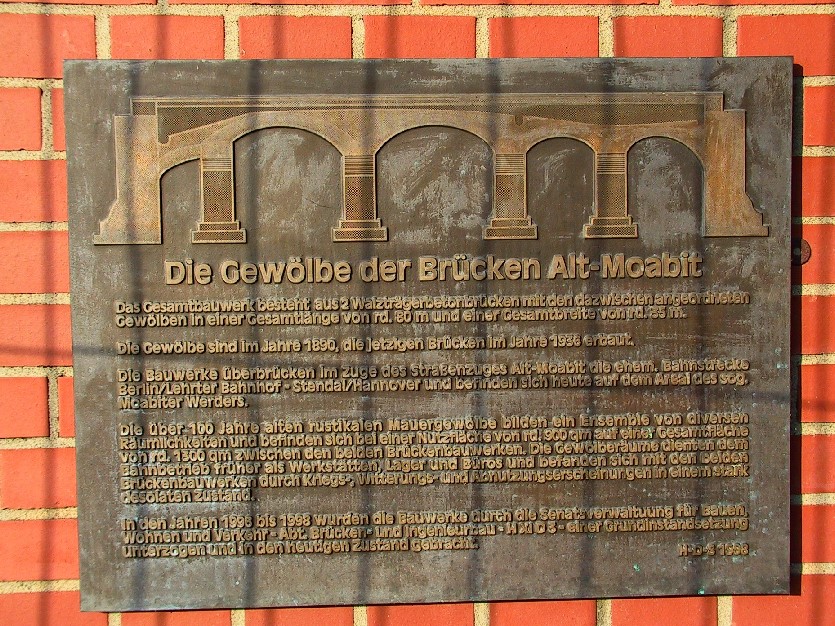 Die Gewölbe der Brücken Alt-Moabit
Das Gesamtbauwerk besteht aus 2 Walzträgerbetonbrücken mit den dazwischen angeordneten
Gewölben in einer Gesamtlänge von rd. 80 m und einer Gesamtbreite von rd. 35 m.
Die Gewölbe sind im Jahre 1890, die jetzigen Brücken im Jahre 1936 erbaut.
Die Bauwerke überbrücken im Zuge des Straßenzuges Alt-Moabit die ehem. Bahnstrecke
Berlin/Lehrter Bahnhof - Stendal/Hannover und befinden sich heute auf dem Areal des sog.
Moabiter Werders.
Die über 100 Jahre alten rustikalen Mauergewölbe bilden ein Ensemble von diversen
Räumlichkeiten und befinden sich bei einer Nutzfläche von rd. 900 qm auf einer Gesamtfläche
von rd. 1300 qm zwischen den beiden Brückenbauwerken. Die Gewölberäume dienten dem
Bahnbetrieb früher als Werkstätten, Lager und Büros und befanden sich mit den beiden
Brückenbauwerken durch Kriegs-, Witterungs- und Abnutzungserscheinungen in einem stark
desolaten Zustand.
In den Jahren 1996 bis 1998 wurden die Bauwerke durch die Senatsverwaltung für Bauen,
Wohnen und Verkehr - Abt. Brücken- und Ingenieurbau - H XI D 3 - einer Grundinstandsetzung
unterzogen und in den heutigen Zustand gebracht.
H·D·S 1998